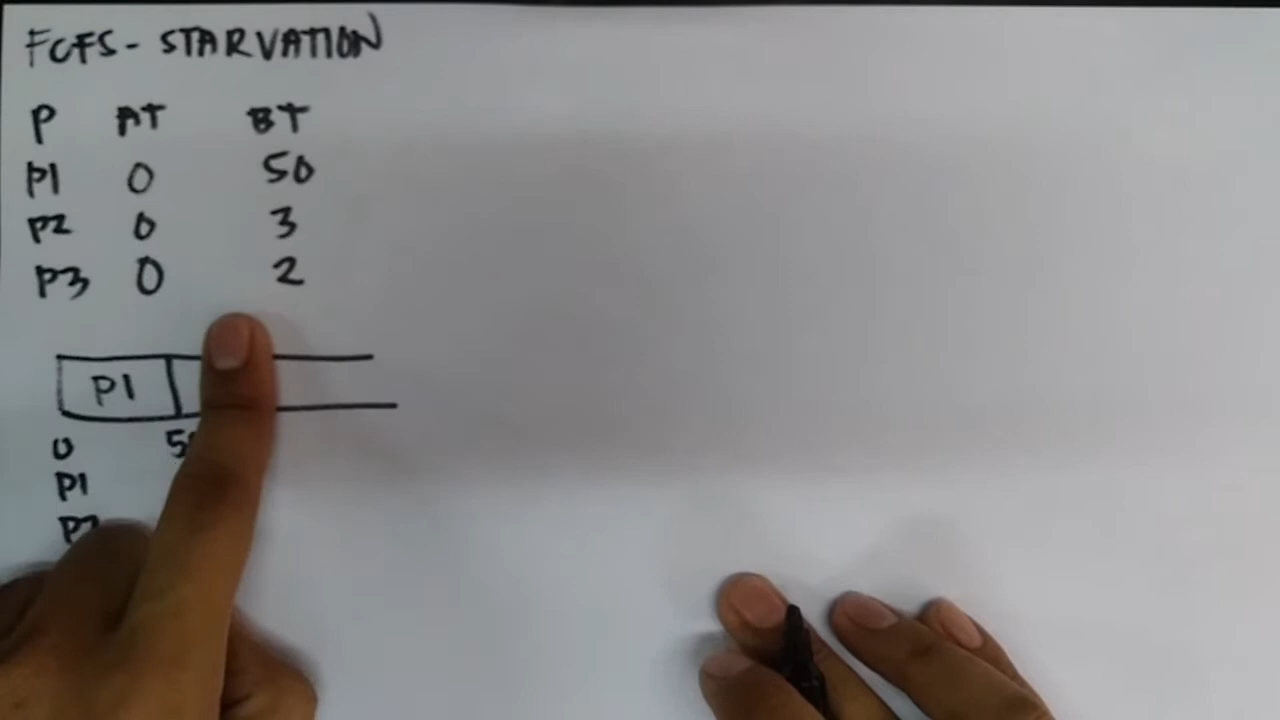 FCFS - STARVATION
P AT BT
P1 0 50
P2 0 3
P3 0 2
P1
0
P1